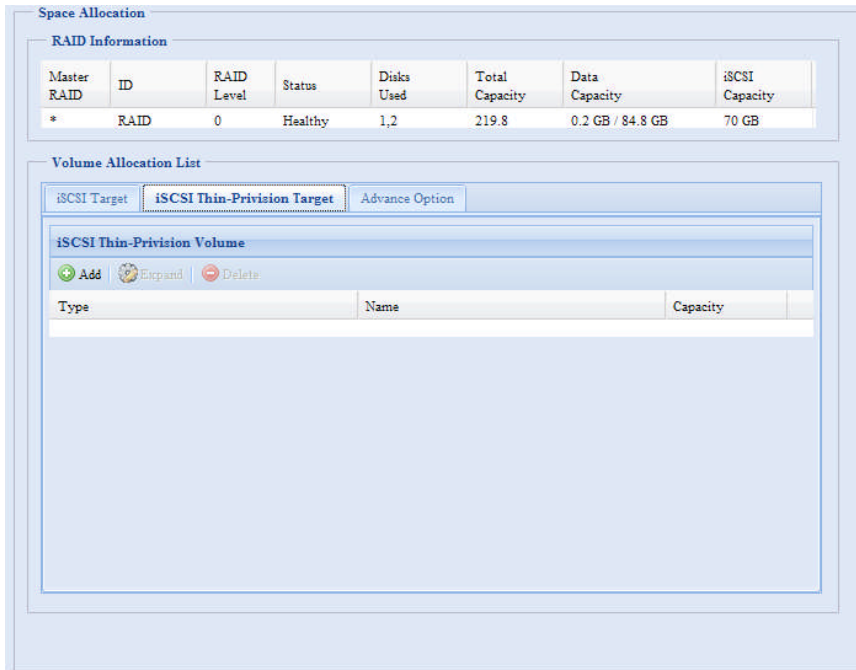 Space Allocation
RAID Information
Master RAID ID RAID Level Status Disks Used Total Capacity Data Capacity iSCSI Capacity
* RAID 0 Healthy 1,2 219.8 0.2 GB / 84.8 GB 70 GB
Volume Allocation List
iSCSI Target iSCSI Thin-Privision Target Advance Option
iSCSI Thin-Privision Volume
Add Expand Delete
Type Name Capacity